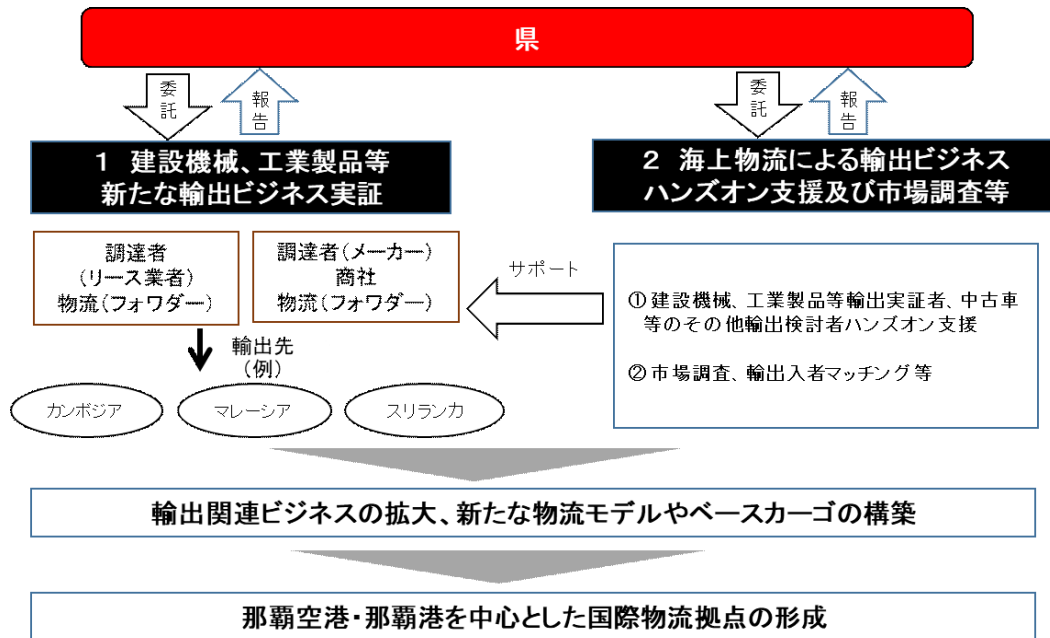 県
委託
報告
委託
報告
1 建設機械、工業製品等
新たな輸出ビジネス実証
2 海上物流による輸出ビジネス
ハンズオン支援及び市場調査等
調達者
(リース業者)
物流(フォワダー)
調達者(メーカー)
商社
物流(フォワダー)
サポート
①建設機械、工業製品等輸出実証者、中古車
等のその他輸出検討者ハンズオン支援
②市場調査、輸出入者マッチング等
輸出先
(例)
カンボジア
マレーシア
スリランカ
輸出関連ビジネスの拡大、新たな物流モデルやベースカーゴの構築
那覇空港・那覇港を中心とした国際物流拠点の形成